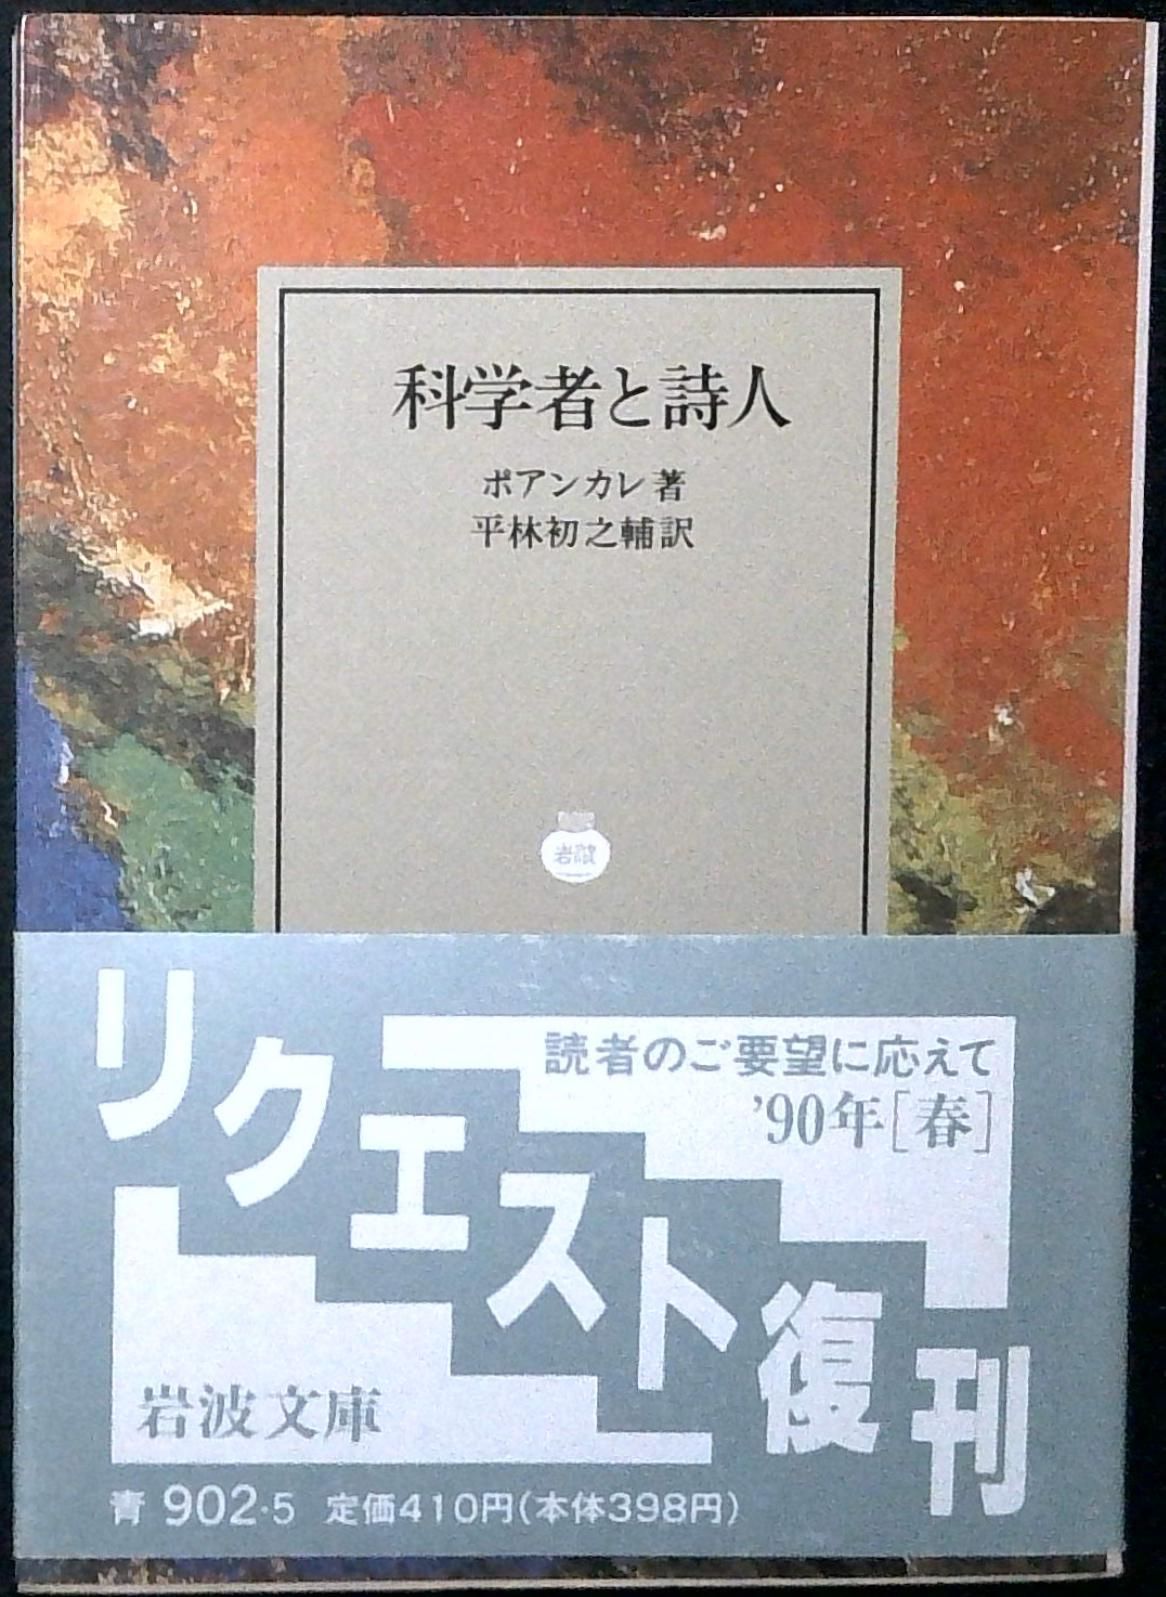 科学者と詩人
ポアンカレ著
平林初之輔訳
岩波
読者のご要望に応えて
'90年[春]
リクエスト復刊
岩波文庫
青 902·5 定価410円(本体398円)